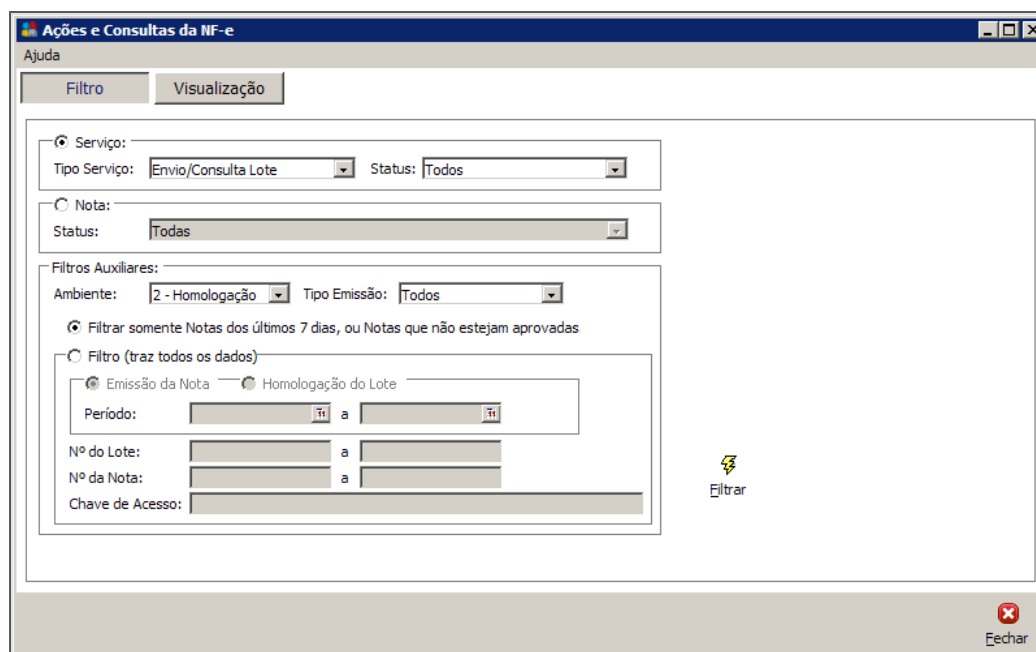 Ações e Consultas da NF-e
Ajuda
Filtro Visualização
Serviço:
Tipo Serviço: Envio/Consulta Lote Status: Todos
Nota:
Status: Todas
Filtros Auxiliares:
Ambiente: 2 - Homologação Tipo Emissão: Todos
Filtrar somente Notas dos últimos 7 dias, ou Notas que não estejam aprovadas
Filtro (traz todos os dados)
Emissão da Nota Homologação do Lote
Período: a
Nº do Lote: a
Nº da Nota: a
Chave de Acesso:
Filtrar
Fechar